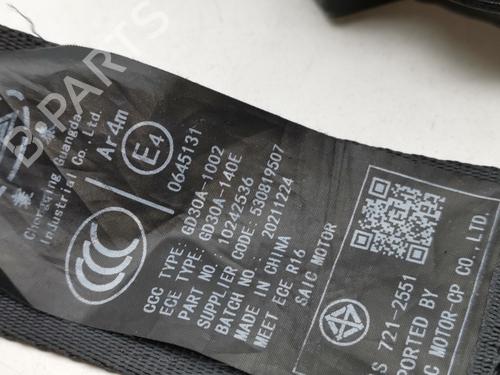 Chongqing Guangda
Industrial Co., Ltd.
Ar4m
E4
0645131
CCC TYPE: GD30A-1002
ECE TYPE: GD30A-140E
PART NO.: 10242536
SUPPLIER CODE: 530819507
BATCH NO.: 20211224
MADE IN CHINA
MEET ECE R16
SAIC MOTOR
S 721-2551
PORTED BY
C MOTOR-CP CO., LTD.
B-PARTS